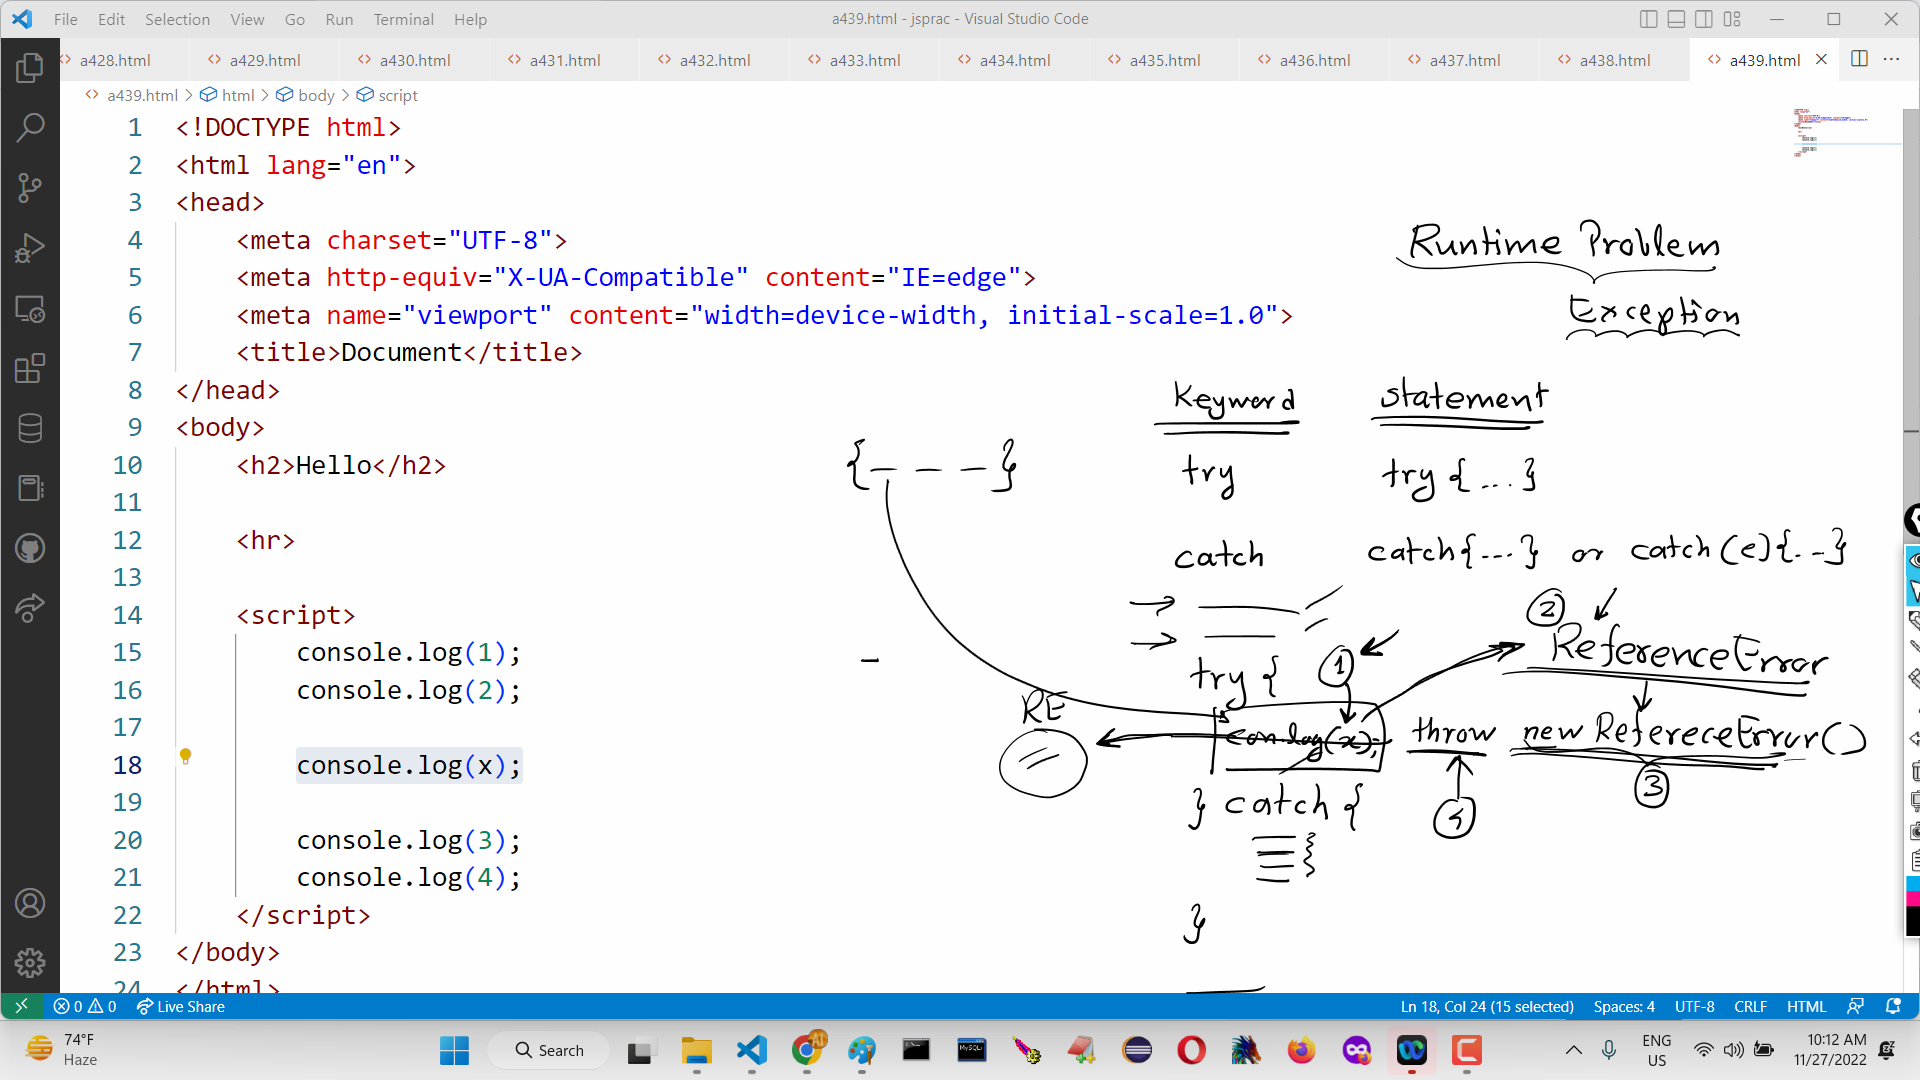 File Edit Selection View Go Run Terminal Help
a439.html - jsprac - Visual Studio Code
a428.html a429.html a430.html a431.html a432.html a433.html a434.html a435.html a436.html a437.html a438.html a439.html
a439.html > html > body > script
1 <!DOCTYPE html>
2 <html lang="en">
3 <head>
4 <meta charset="UTF-8">
5 <meta http-equiv="X-UA-Compatible" content="IE=edge">
6 <meta name="viewport" content="width=device-width, initial-scale=1.0">
7 <title>Document</title>
8 </head>
9 <body>
10 <h2>Hello</h2>
11
12 <hr>
13
14 <script>
15 console.log(1);
16 console.log(2);
17
18 console.log(x);
19
20 console.log(3);
21 console.log(4);
22 </script>
23 </body>
24 </html>
Runtime Problem
Exception
Keyword statement
{- - - -}
try try {...}
catch catch{...} or catch(e){..-}
2
ReferenceError
1
try {
RE
con.log(x);
throw new RefereceError()
3
4
} catch {
}
0 0 Live Share
Ln 18, Col 24 (15 selected) Spaces: 4 UTF-8 CRLF HTML
74°F
Haze
Search
ENG
US
10:12 AM
11/27/2022